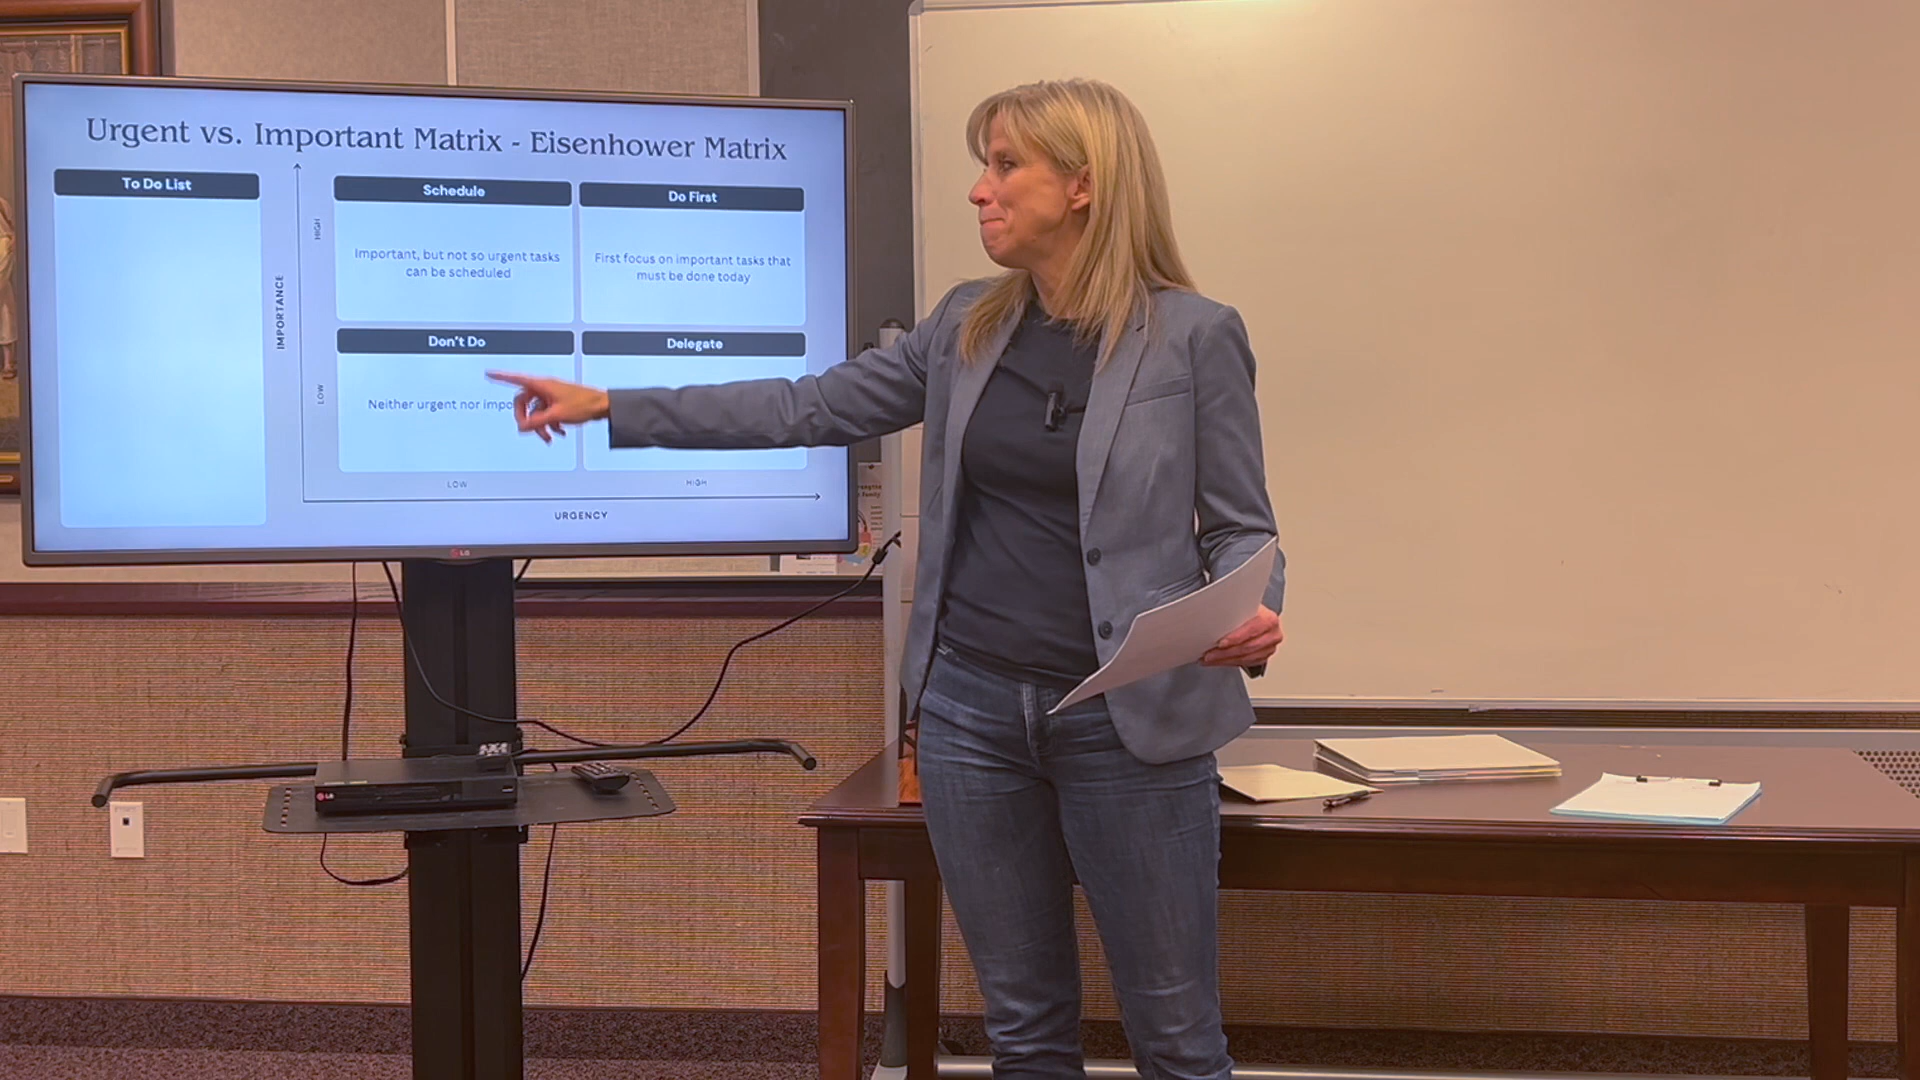 Urgent vs. Important Matrix - Eisenhower Matrix
To Do List
Schedule
Do First
HIGH
Important, but not so urgent tasks
can be scheduled
First focus on important tasks that
must be done today
IMPORTANCE
Don't Do
Delegate
LOW
Neither urgent nor
LOW
HIGH
URGENCY
LG
LG